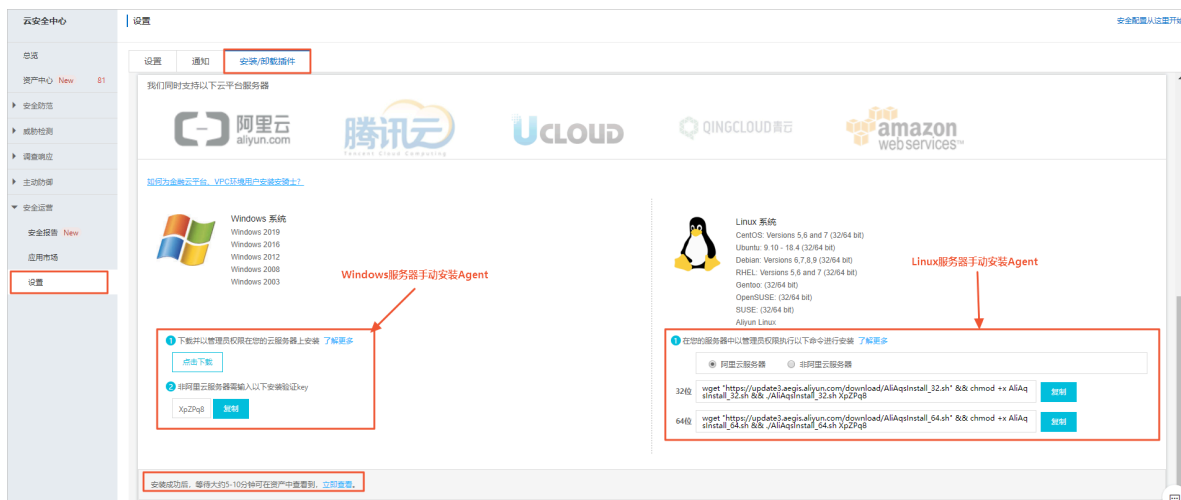 云安全中心
设置
安全配置从这里开始
总览
资产中心 New 81
安全防范
威胁检测
调查响应
主动防御
安全运营
安全报告 New
应用市场
设置
设置 通知 安装/卸载插件
我们同时支持以下云平台服务器
阿里云
aliyun.com
腾讯云
Tencent Cloud Computing
UCLOUD
QINGCLOUD青云
amazon
webservices™
如何为金融云平台、VPC环境用户安装安骑士?
Windows 系统
Windows 2019
Windows 2016
Windows 2012
Windows 2008
Windows 2003
Windows服务器手动安装Agent
1 下载并以管理员权限在您的云服务器上安装 了解更多
点击下载
2 非阿里云服务器需输入以下安装验证key
XpZPq8 复制
Linux 系统
CentOS: Versions 5,6 and 7 (32/64 bit)
Ubuntu: 9.10 - 18.4 (32/64 bit)
Debian: Versions 6,7,8,9 (32/64 bit)
RHEL: Versions 5,6 and 7 (32/64 bit)
Gentoo: (32/64 bit)
OpenSUSE: (32/64 bit)
SUSE: (32/64 bit)
Aliyun Linux
Linux服务器手动安装Agent
1 在您的服务器中以管理员权限执行以下命令进行安装 了解更多
阿里云服务器 非阿里云服务器
32位 wget "https://update3.aegis.aliyun.com/download/AliAqsInstall_32.sh" && chmod +x AliAq
sInstall_32.sh && ./AliAqsInstall_32.sh XpZPq8 复制
64位 wget "https://update3.aegis.aliyun.com/download/AliAqsInstall_64.sh" && chmod +x AliAq
sInstall_64.sh && ./AliAqsInstall_64.sh XpZPq8 复制
安装成功后，等待大约5-10分钟可在资产中查看到，立即查看。